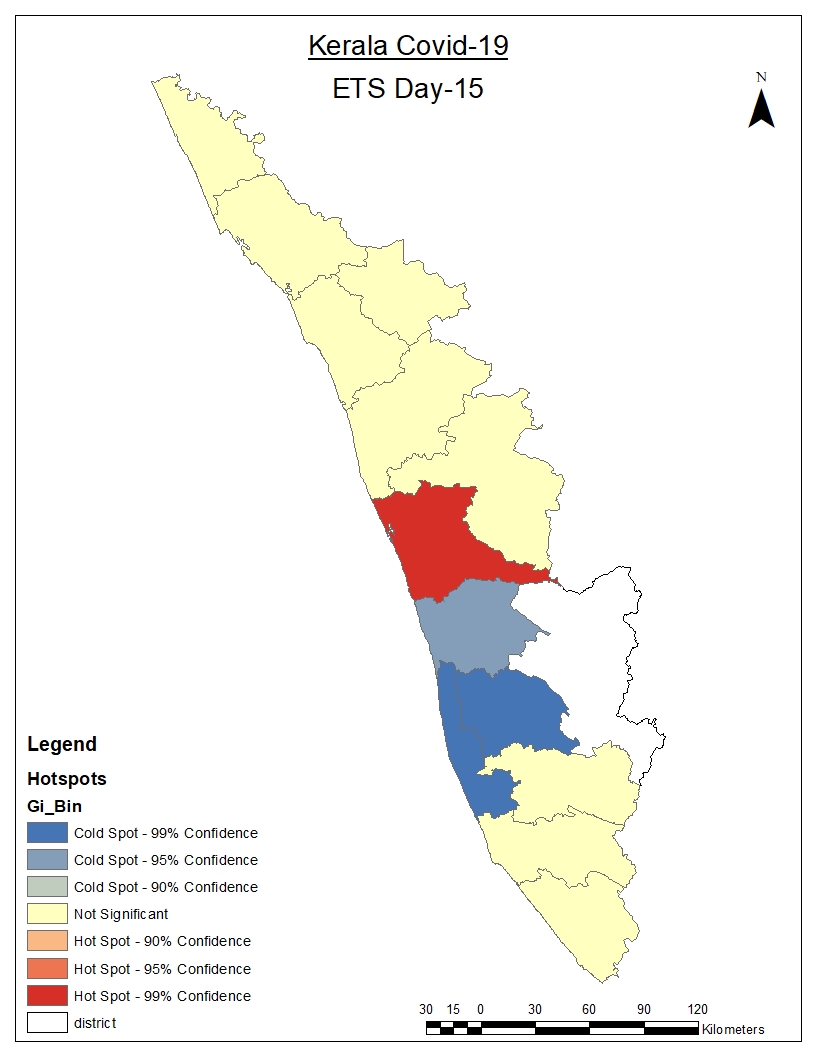 Kerala Covid-19
ETS Day-15
N
Legend
Hotspots
Gi_Bin
Cold Spot - 99% Confidence
Cold Spot - 95% Confidence
Cold Spot - 90% Confidence
Not Significant
Hot Spot - 90% Confidence
Hot Spot - 95% Confidence
Hot Spot - 99% Confidence
district
30 15 0 30 60 90 120
Kilometers